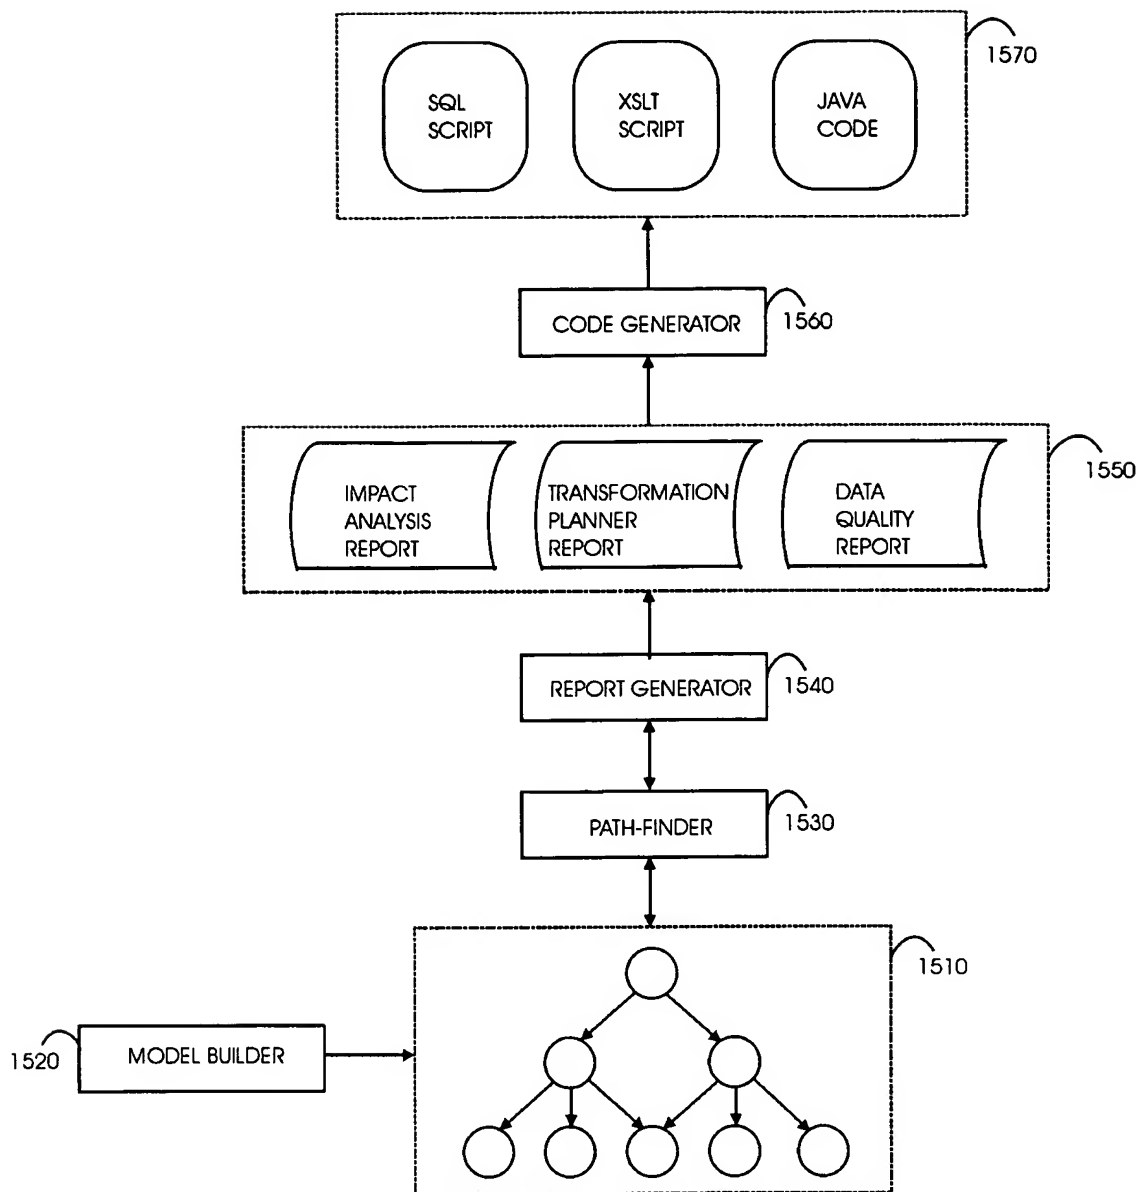 1570
SQL
SCRIPT
XSLT
SCRIPT
JAVA
CODE
CODE GENERATOR
1560
1550
IMPACT
ANALYSIS
REPORT
TRANSFORMATION
PLANNER
REPORT
DATA
QUALITY
REPORT
REPORT GENERATOR
1540
PATH-FINDER
1530
1510
1520
MODEL BUILDER